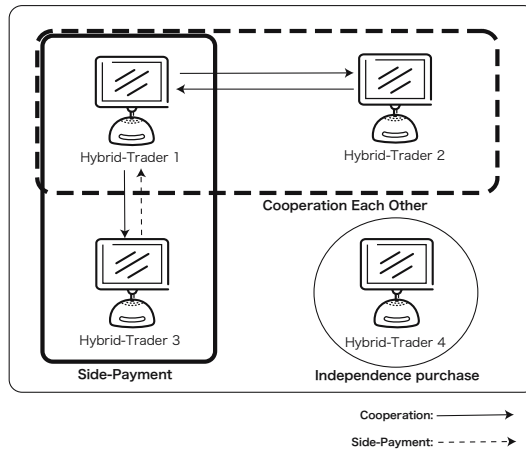 Hybrid-Trader 1
Hybrid-Trader 2
Cooperation Each Other
Hybrid-Trader 3
Hybrid-Trader 4
Side-Payment
Independence purchase
Cooperation:
Side-Payment: